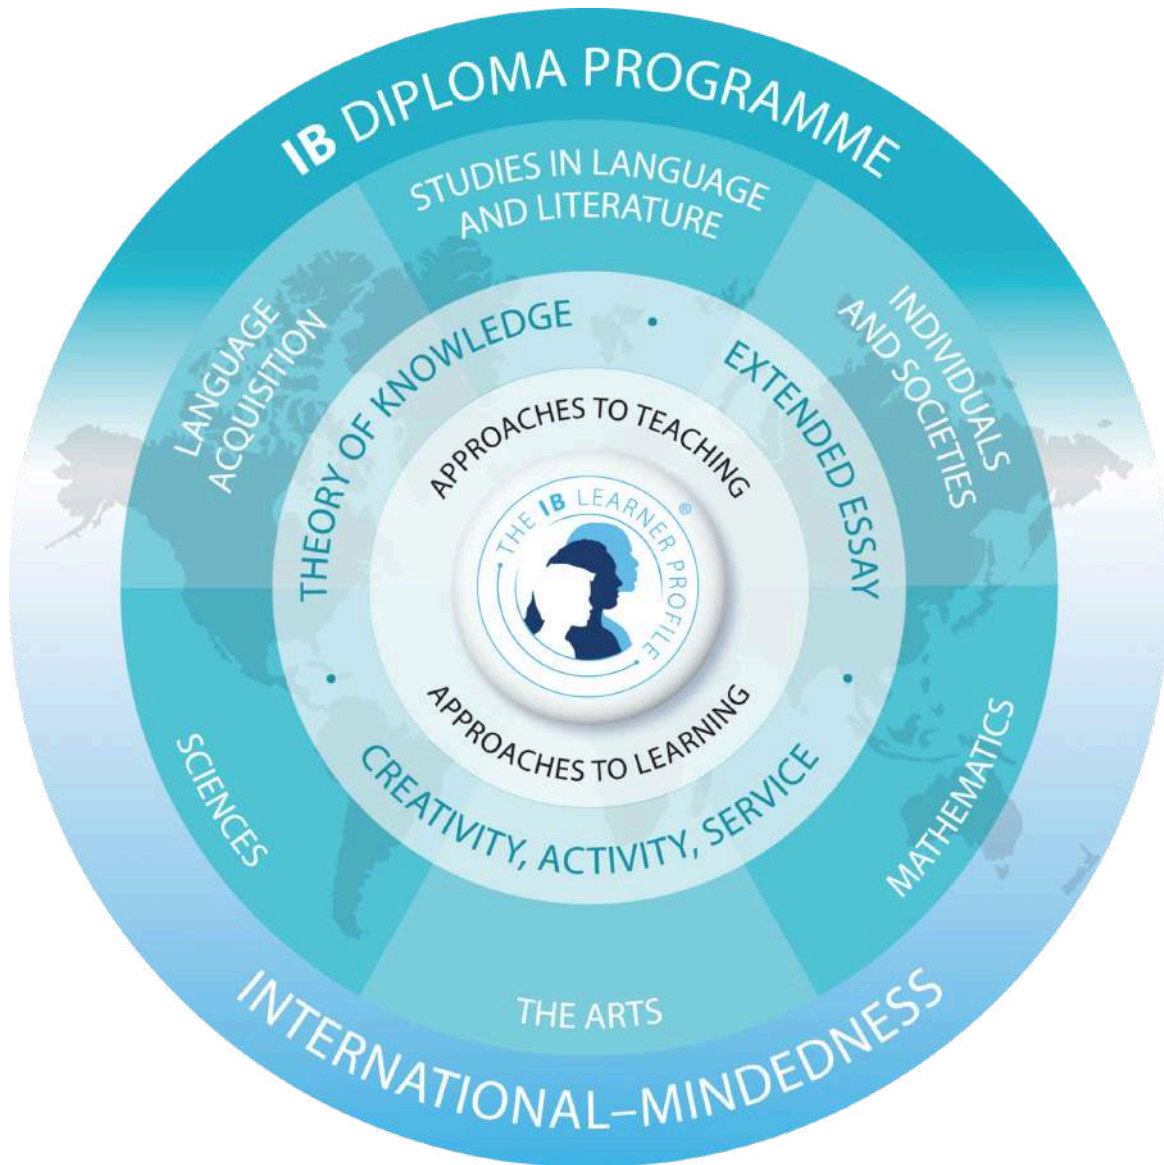 IB DIPLOMA PROGRAMME
STUDIES IN LANGUAGE
AND LITERATURE
LANGUAGE
ACQUISITION
INDIVIDUALS
AND SOCIETIES
THEORY OF KNOWLEDGE
EXTENDED ESSAY
APPROACHES TO TEACHING
THE IB LEARNER PROFILE ®
APPROACHES TO LEARNING
CREATIVITY, ACTIVITY, SERVICE
SCIENCES
MATHEMATICS
THE ARTS
INTERNATIONAL–MINDEDNESS